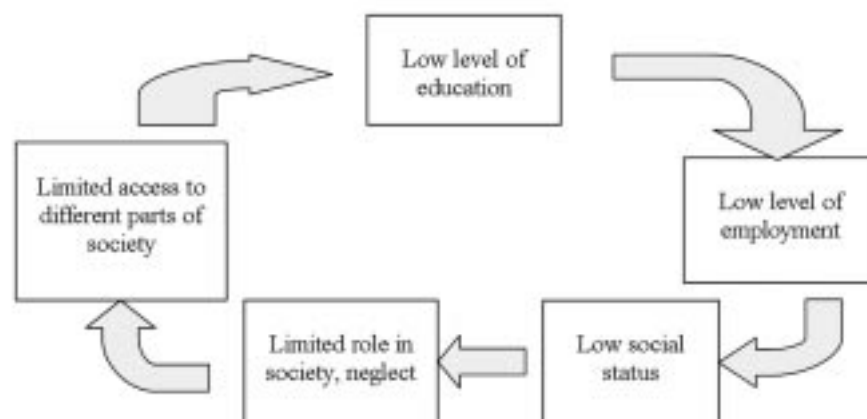 Low level of
education
Low level of
employment
Low social
status
Limited role in
society, neglect
Limited access to
different parts of
society